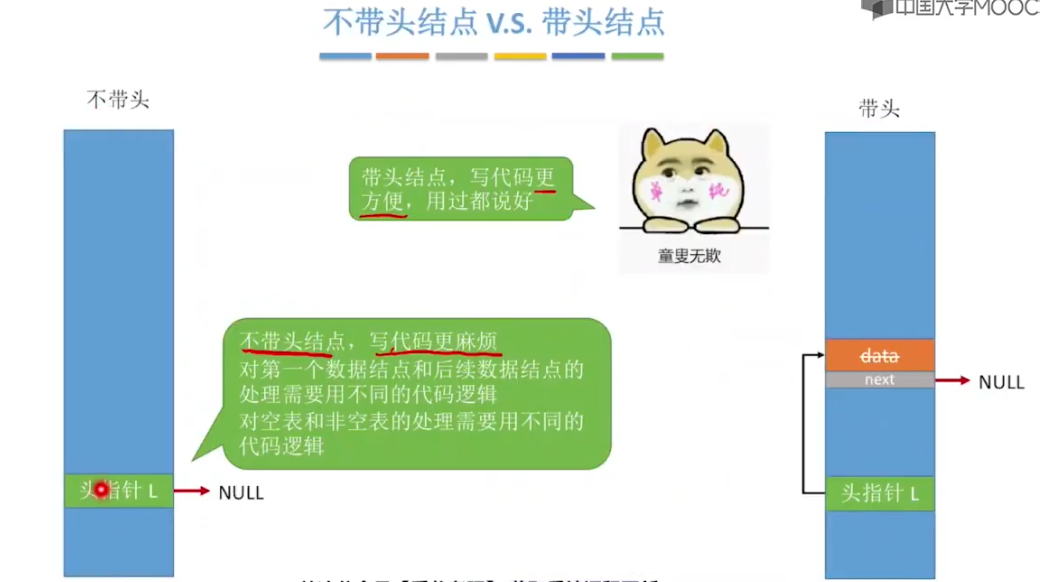 中国大学MOOC
不带头结点 V.S. 带头结点
不带头
带头
带头结点，写代码更
方便，用过都说好
童叟无欺
不带头结点，写代码更麻烦
对第一个数据结点和后续数据结点的
处理需要用不同的代码逻辑
对空表和非空表的处理需要用不同的
代码逻辑
data
next
NULL
头指针 L
NULL
头指针 L